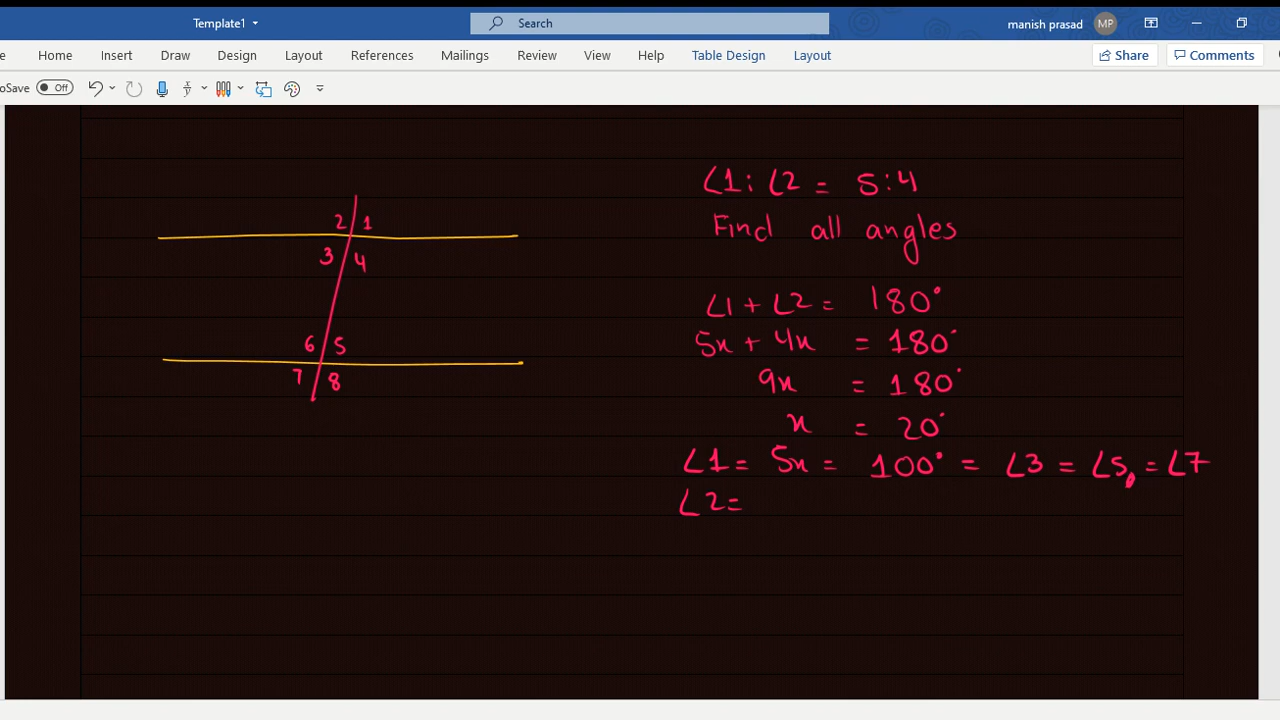 Template1
Search
manish prasad
MP
Home Insert Draw Design Layout References Mailings Review View Help Table Design Layout
Share
Comments
oSave Off
2 1
3 4
6 5
7 8
∠1 : ∠2 = 5 : 4
Find all angles
∠1 + ∠2 = 180°
5x + 4x = 180°
9x = 180°
x = 20°
∠1 = 5x = 100° = ∠3 = ∠5 = ∠7
∠2 =